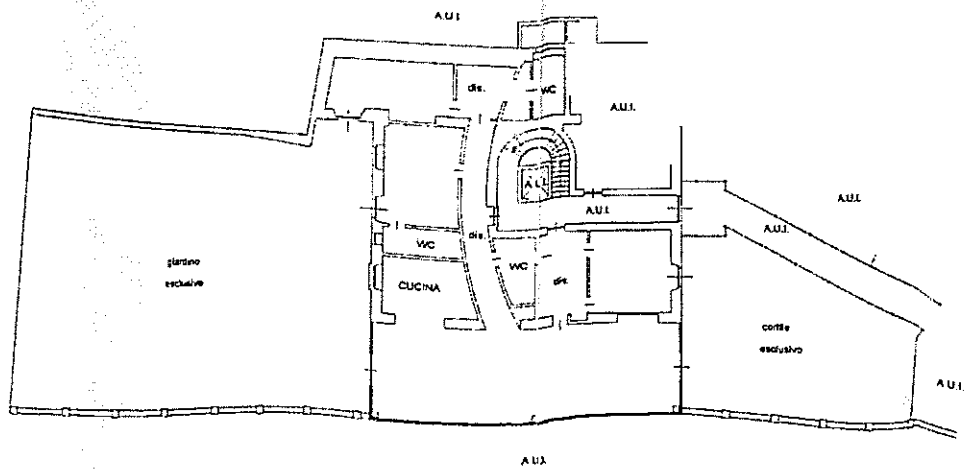 A.U.I.
dis.
WC
A.U.I.
A.U.I.
A.U.I.
A.U.I.
A.U.I.
dis.
WC
WC
giardino
esclusivo
CUCINA
dis.
cortile
esclusivo
A.U.I.
A.U.I.